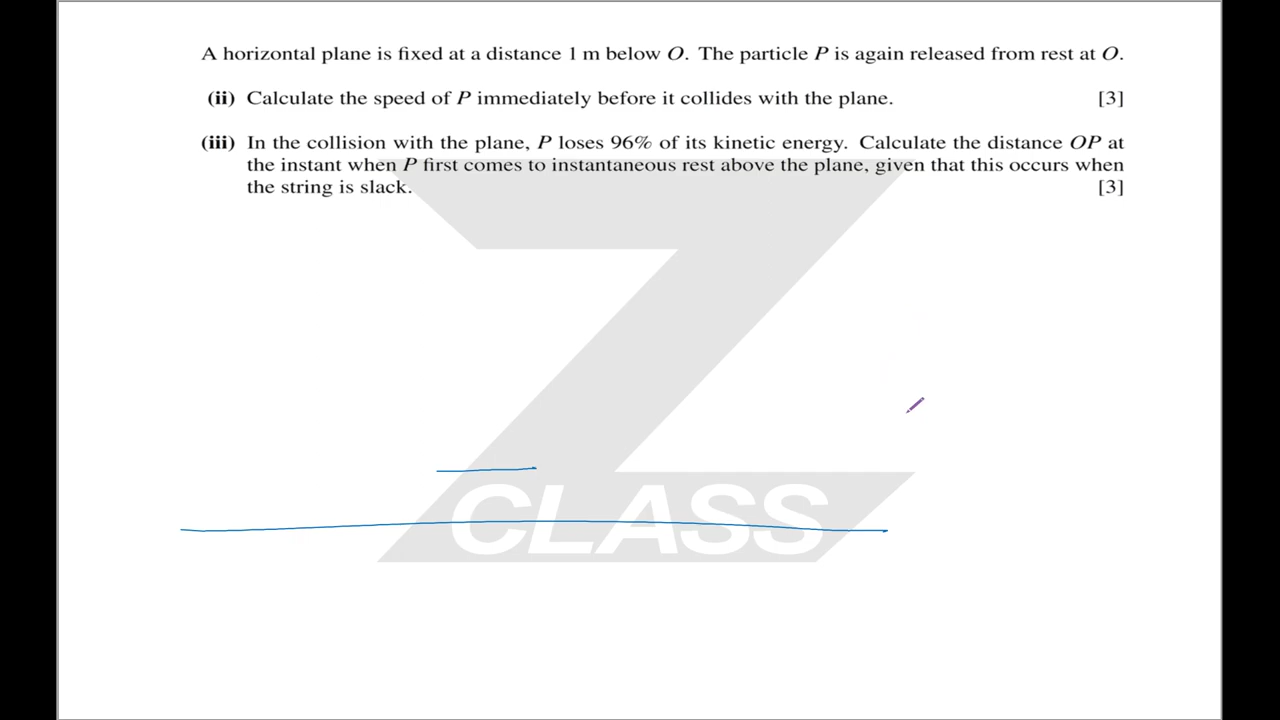 A horizontal plane is fixed at a distance 1 m below O. The particle P is again released from rest at O.
(ii) Calculate the speed of P immediately before it collides with the plane. [3]
(iii) In the collision with the plane, P loses 96% of its kinetic energy. Calculate the distance OP at
the instant when P first comes to instantaneous rest above the plane, given that this occurs when
the string is slack. [3]
CLASS